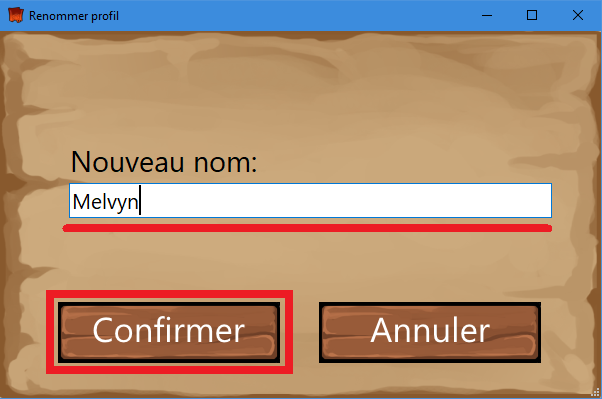 Renommer profil
Nouveau nom:
Melvyn
Confirmer
Annuler